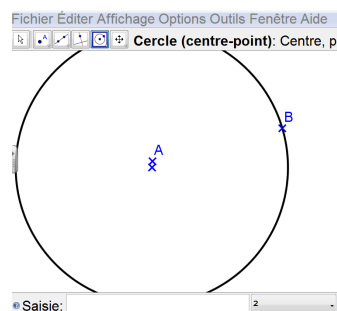 Fichier Éditer Affichage Options Outils Fenêtre Aide
Cercle (centre-point): Centre, p
B
A
Saisie: 2